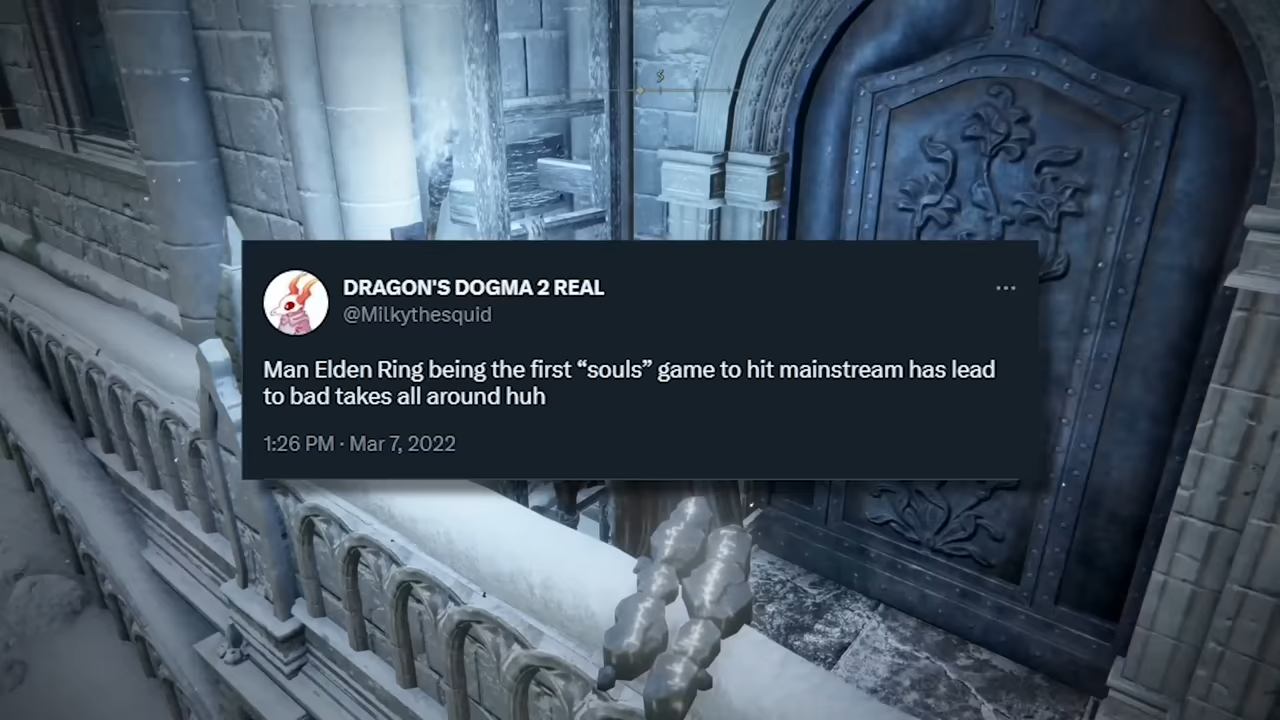 S
DRAGON'S DOGMA 2 REAL
@Milkythesquid
Man Elden Ring being the first “souls” game to hit mainstream has lead
to bad takes all around huh
1:26 PM · Mar 7, 2022